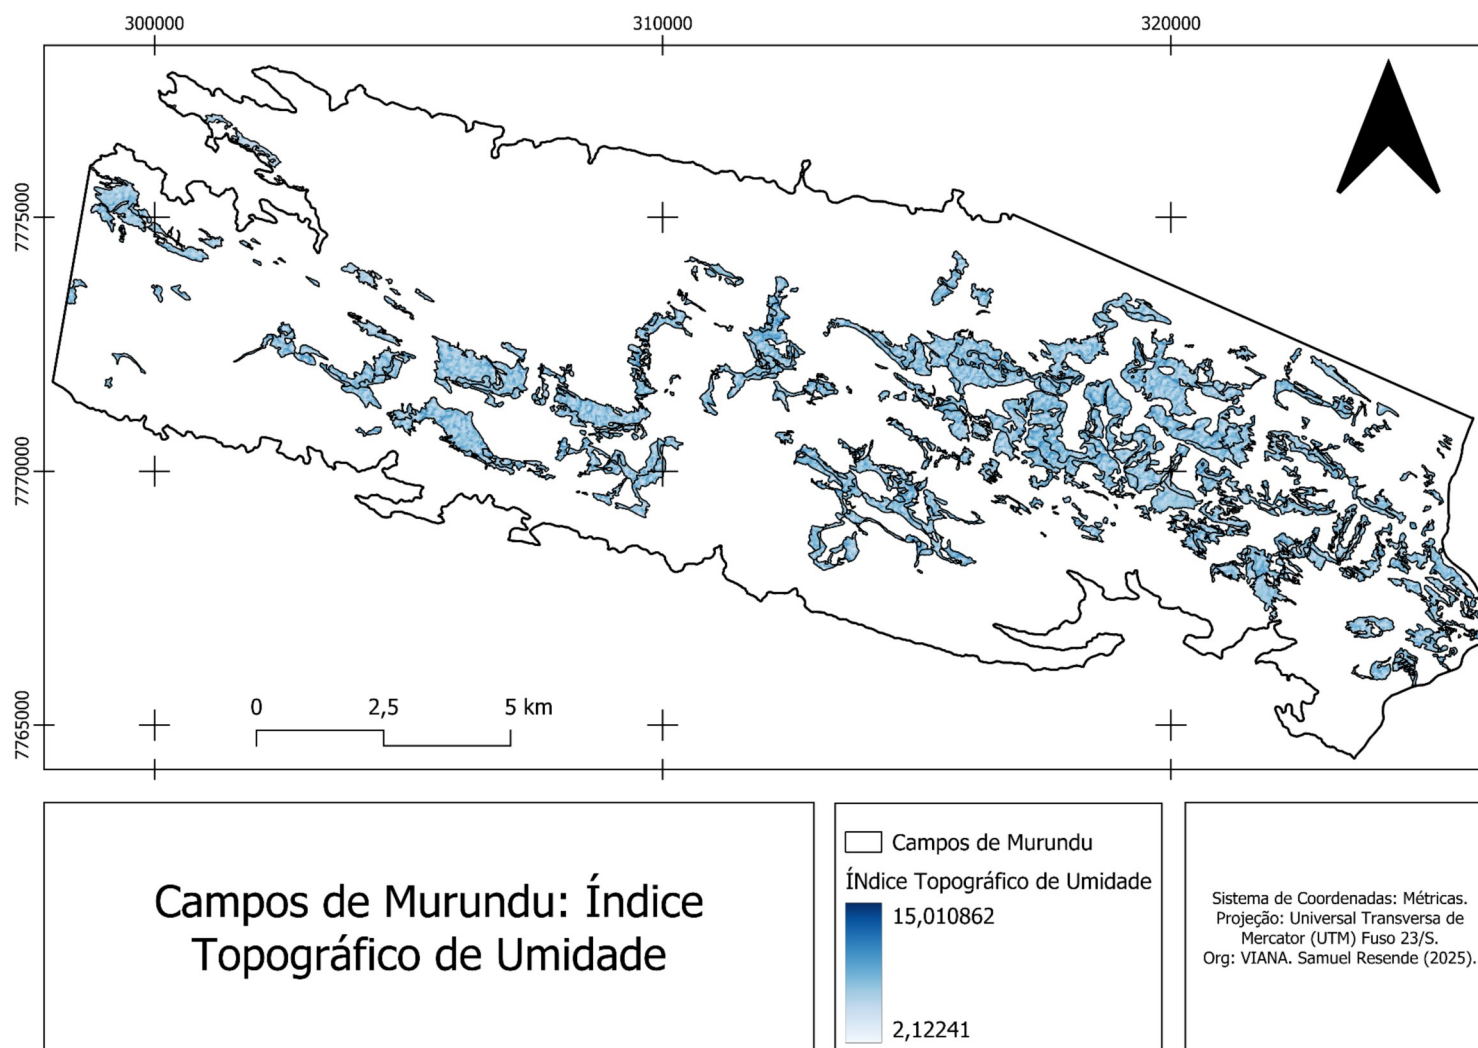 300000
310000
320000
7775000
7770000
7765000
0 2,5 5 km
Campos de Murundu: Índice
Topográfico de Umidade
Campos de Murundu
ÍNdice Topográfico de Umidade
15,010862
2,12241
Sistema de Coordenadas: Métricas.
Projeção: Universal Transversa de
Mercator (UTM) Fuso 23/S.
Org: VIANA. Samuel Resende (2025).